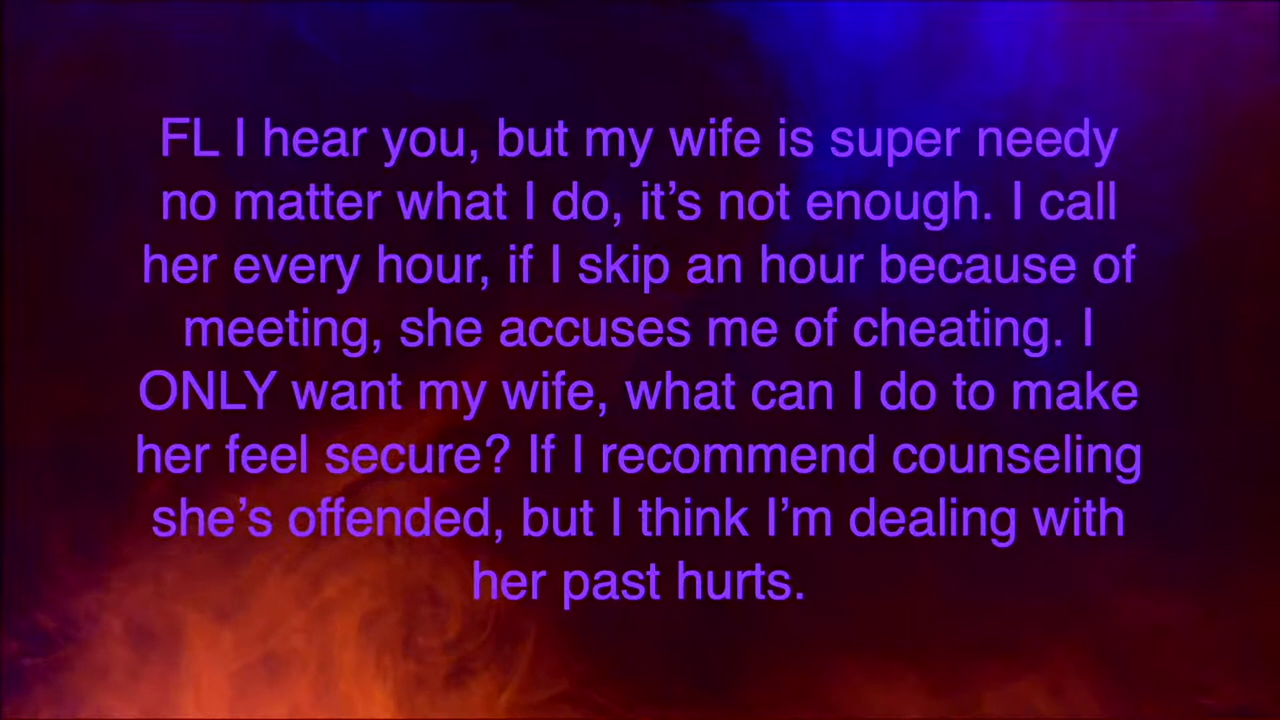 FL I hear you, but my wife is super needy
no matter what I do, it’s not enough. I call
her every hour, if I skip an hour because of
meeting, she accuses me of cheating. I
ONLY want my wife, what can I do to make
her feel secure? If I recommend counseling
she’s offended, but I think I’m dealing with
her past hurts.